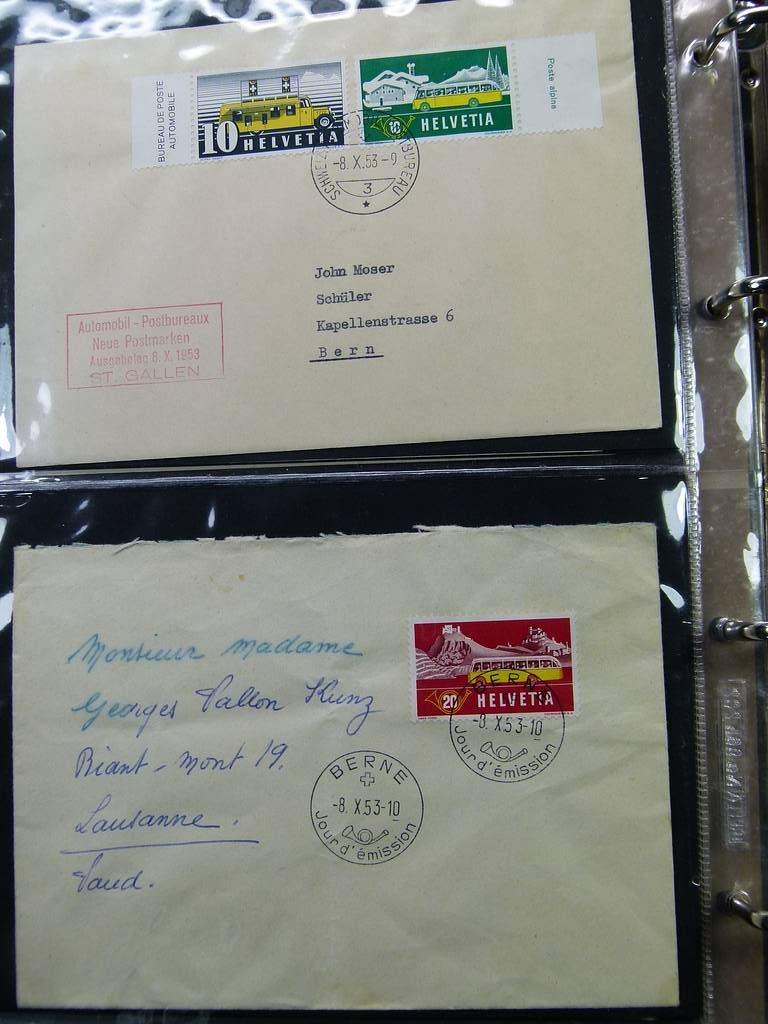 BUREAU DE POSTE
AUTOMOBILE
10 HELVETIA
10 HELVETIA
Poste alpine
-8. X. 53 -9
3
John Moser
Schüler
Kapellenstrasse 6
Bern
Automobil - Postbureaux
Neue Postmarken
Ausgabetag 8. X. 1953
ST. GALLEN
Monsieur madame
Georges Vallon Kunz
Riant - mont 19.
Lausanne.
Vaud.
20 HELVETIA
BERNE
-8. X 53-10
Jour d'émission
BERNE
-8. X 53-10
Jour d'émission